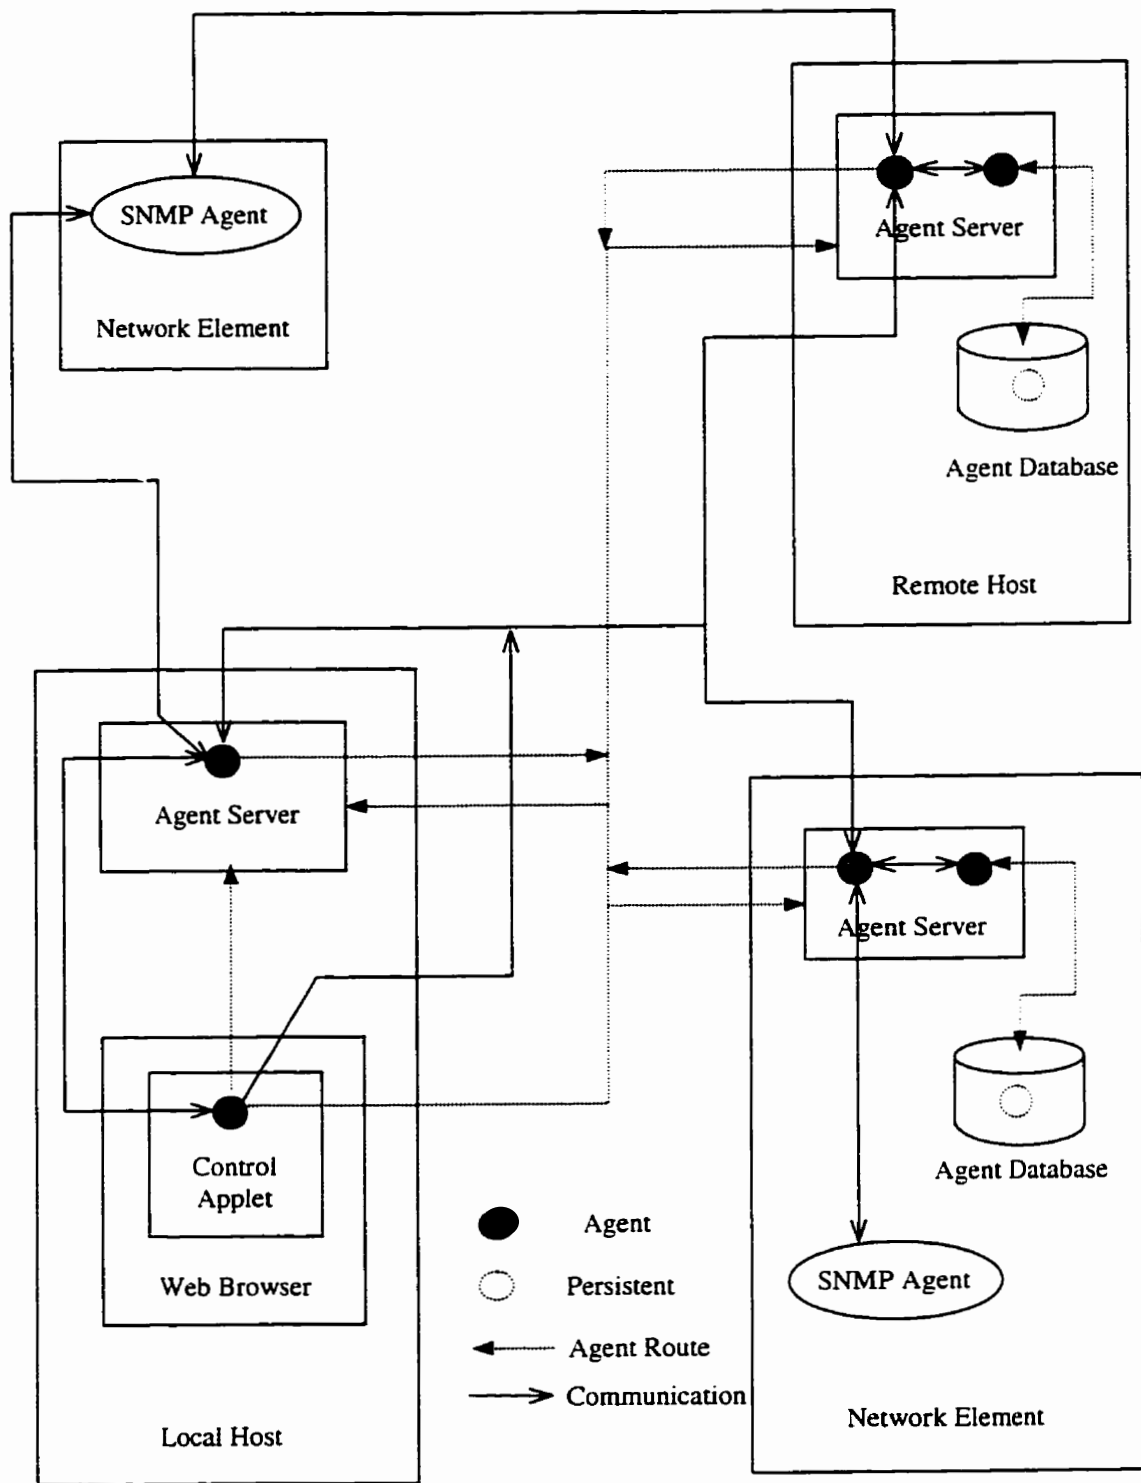 SNMP Agent
Network Element
Agent Server
Agent Database
Remote Host
Agent Server
Control
Applet
Web Browser
Local Host
Agent
Persistent
Agent Route
Communication
Agent Server
Agent Database
SNMP Agent
Network Element